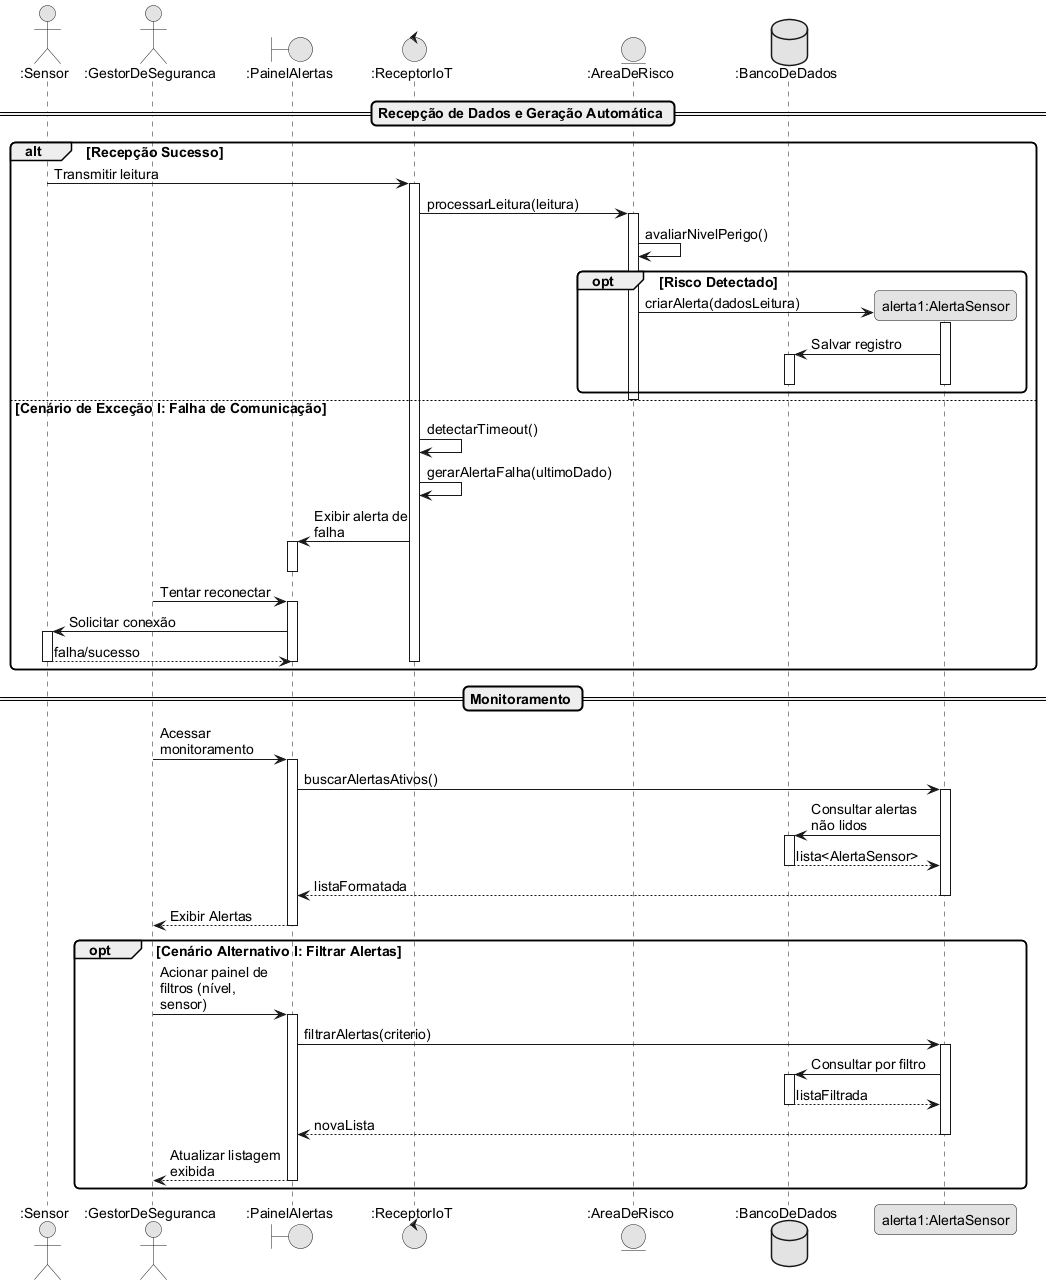 :Sensor :GestorDeSeguranca :PainelAlertas :ReceptorIoT :AreaDeRisco :BancoDeDados
Recepção de Dados e Geração Automática
alt [Recepção Sucesso]
Transmitir leitura
processarLeitura(leitura)
avaliarNivelPerigo()
opt [Risco Detectado]
criarAlerta(dadosLeitura) alerta1:AlertaSensor
Salvar registro
[Cenário de Exceção I: Falha de Comunicação]
detectarTimeout()
gerarAlertaFalha(ultimoDado)
Exibir alerta de
falha
Tentar reconectar
Solicitar conexão
falha/sucesso
Monitoramento
Acessar
monitoramento
buscarAlertasAtivos()
Consultar alertas
não lidos
lista<AlertaSensor>
listaFormatada
Exibir Alertas
opt [Cenário Alternativo I: Filtrar Alertas]
Acionar painel de
filtros (nível,
sensor)
filtrarAlertas(criterio)
Consultar por filtro
listaFiltrada
novaLista
Atualizar listagem
exibida
:Sensor :GestorDeSeguranca :PainelAlertas :ReceptorIoT :AreaDeRisco :BancoDeDados alerta1:AlertaSensor